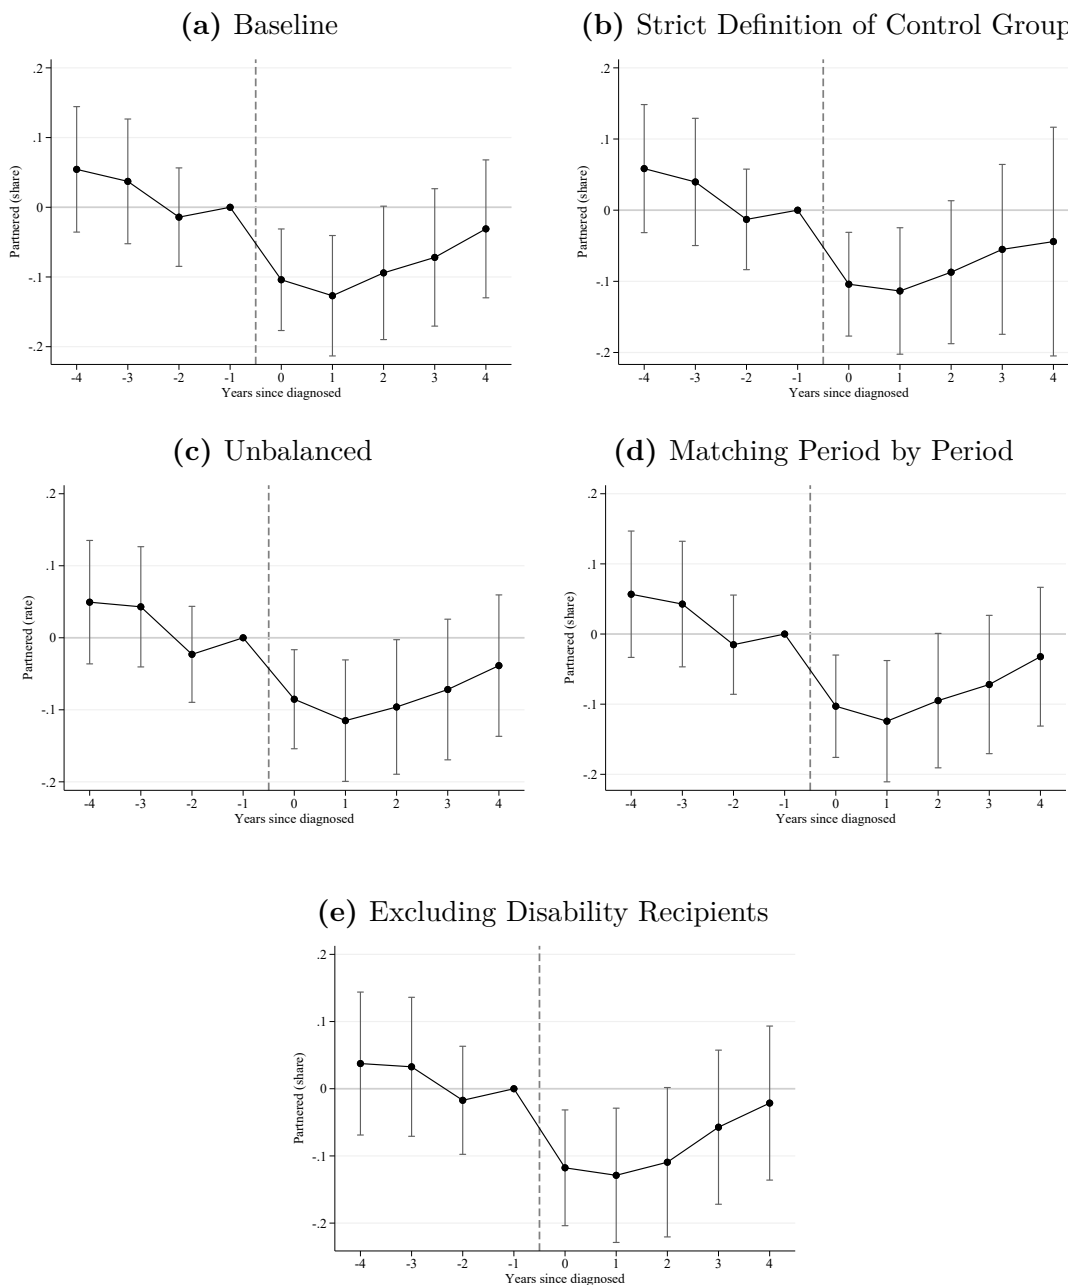 (a) Baseline
.2
.1
0
-.1
-.2
Partnered (share)
-4 -3 -2 -1 0 1 2 3 4
Years since diagnosed
(b) Strict Definition of Control Group
.2
.1
0
-.1
-.2
Partnered (share)
-4 -3 -2 -1 0 1 2 3 4
Years since diagnosed
(c) Unbalanced
.2
.1
0
-.1
-.2
Partnered (rate)
-4 -3 -2 -1 0 1 2 3 4
Years since diagnosed
(d) Matching Period by Period
.2
.1
0
-.1
-.2
Partnered (share)
-4 -3 -2 -1 0 1 2 3 4
Years since diagnosed
(e) Excluding Disability Recipients
.2
.1
0
-.1
-.2
Partnered (share)
-4 -3 -2 -1 0 1 2 3 4
Years since diagnosed